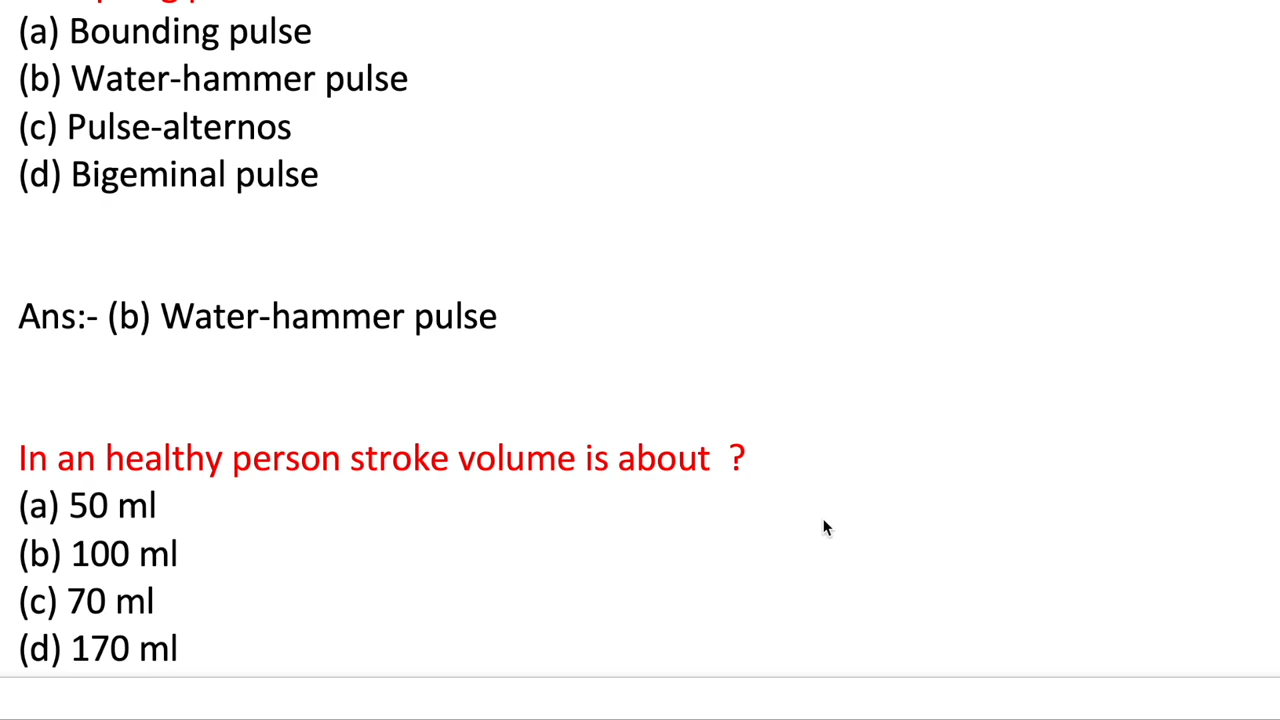 (a) Bounding pulse
(b) Water-hammer pulse
(c) Pulse-alternos
(d) Bigeminal pulse
Ans:- (b) Water-hammer pulse
In an healthy person stroke volume is about ?
(a) 50 ml
(b) 100 ml
(c) 70 ml
(d) 170 ml